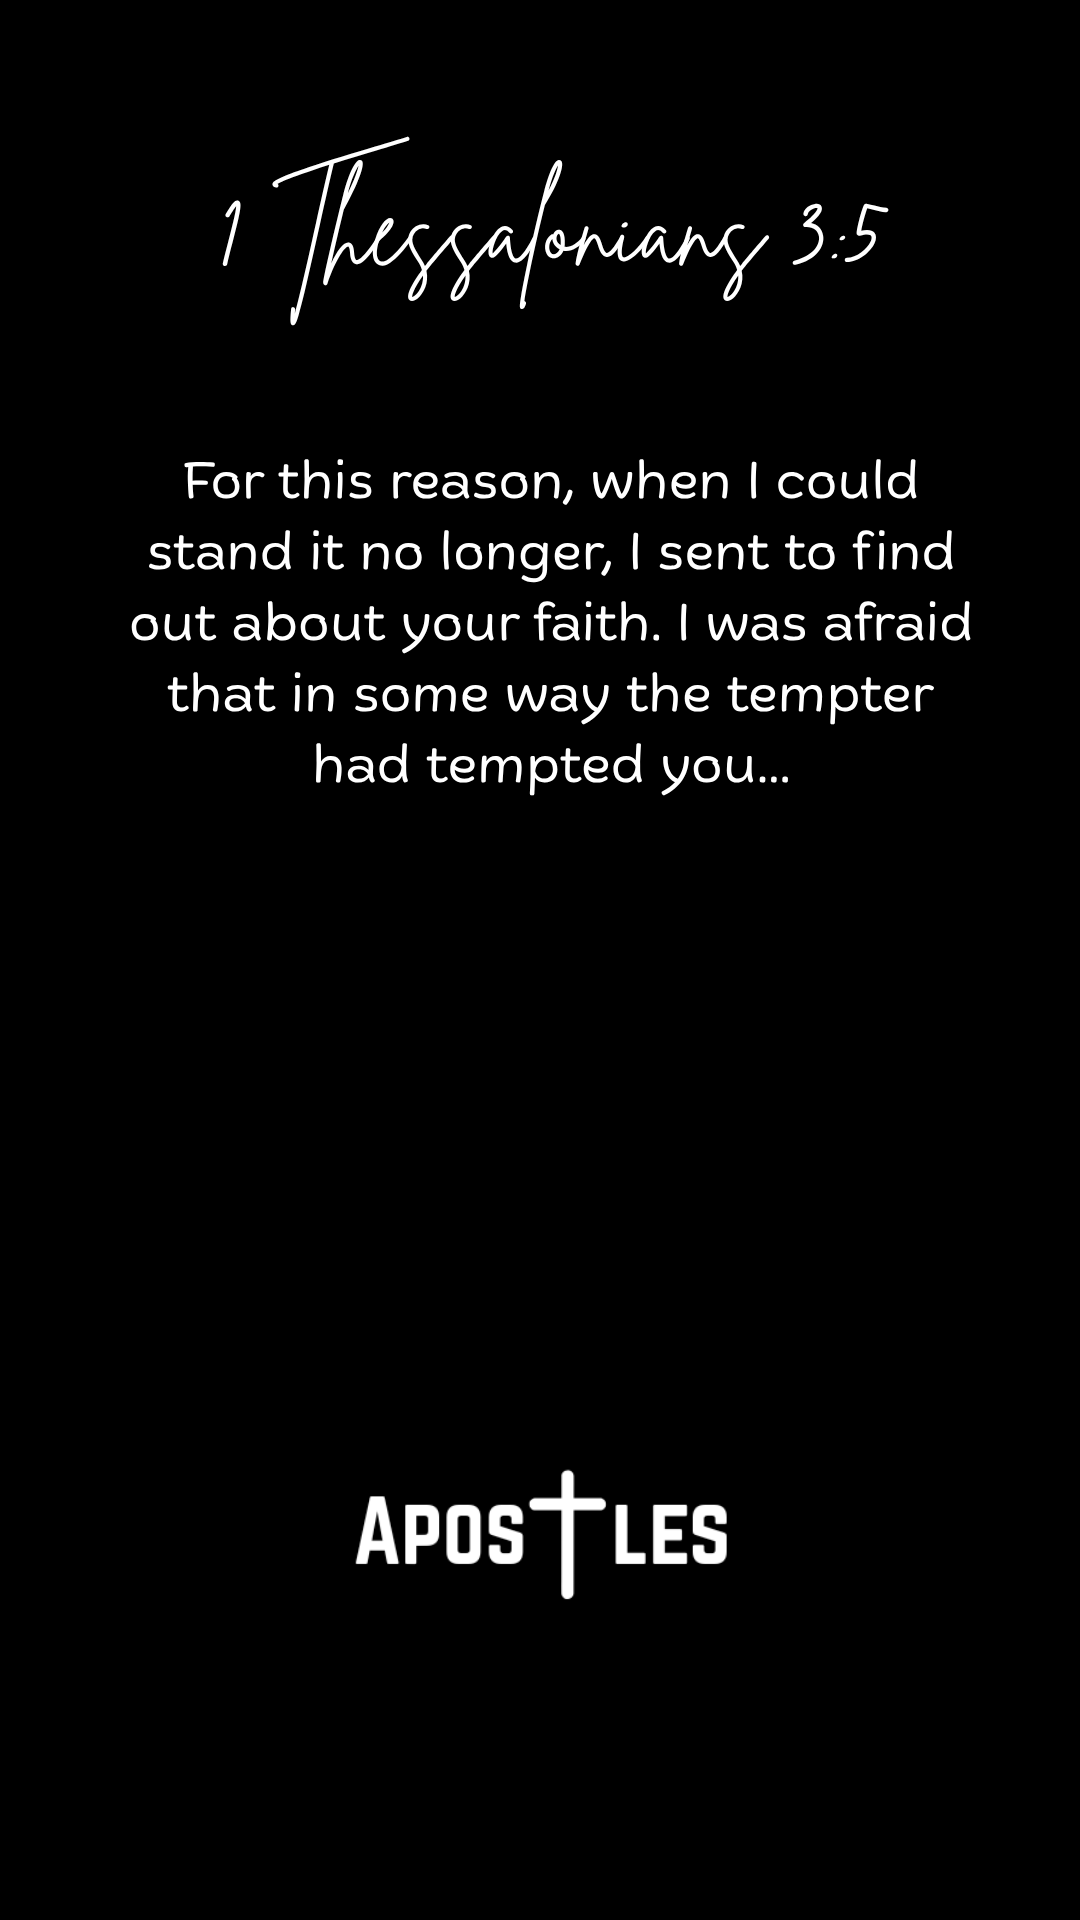 1 Thessalonians 3:5
For this reason, when I could
stand it no longer, I sent to find
out about your faith. I was afraid
that in some way the tempter
had tempted you...
APOSTLES